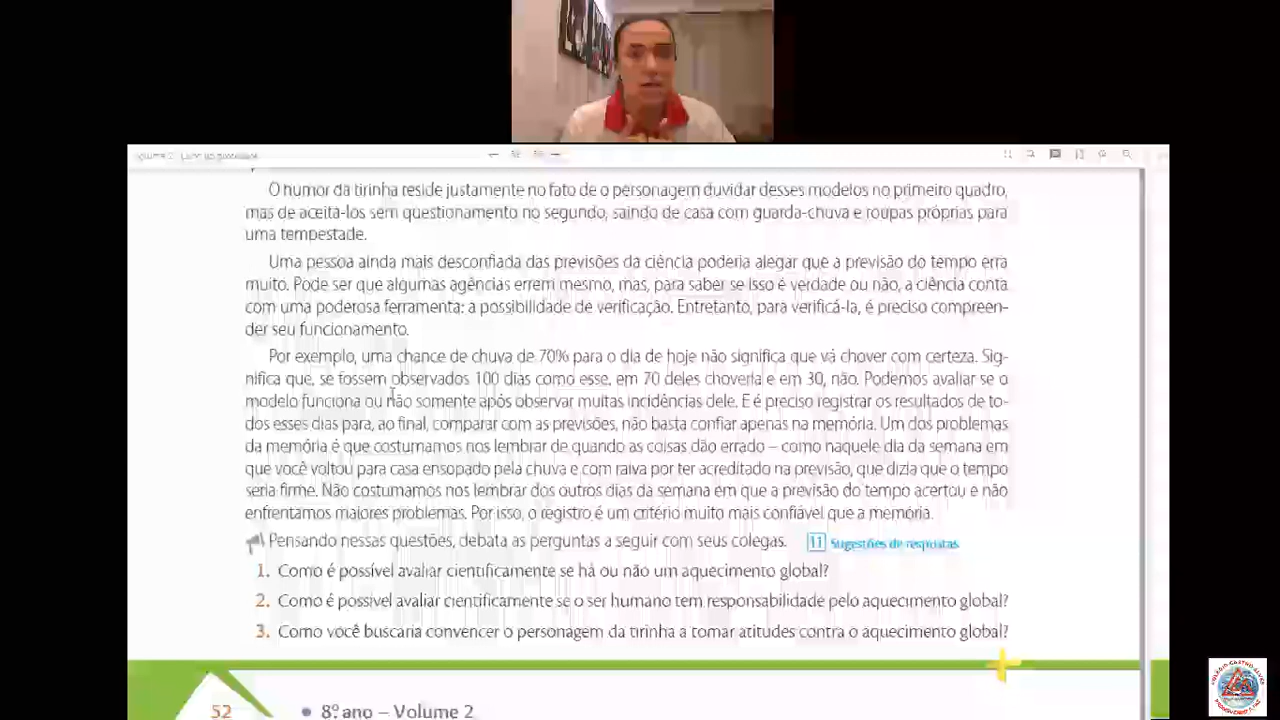 O humor da tirinha reside justamente no fato de o personagem duvidar desses modelos no primeiro quadro,
mas de aceitá-los sem questionamento no segundo, saindo de casa com guarda-chuva e roupas próprias para
uma tempestade.
Uma pessoa ainda mais desconfiada das previsões da ciência poderia alegar que a previsão do tempo erra
muito. Pode ser que algumas agências errem mesmo, mas, para saber se isso é verdade ou não, a ciência conta
com uma poderosa ferramenta: a possibilidade de verificação. Entretanto, para verificá-la, é preciso compreen-
der seu funcionamento.
Por exemplo, uma chance de chuva de 70% para o dia de hoje não significa que vá chover com certeza. Sig-
nifica que, se fossem observados 100 dias como esse, em 70 deles choveria e em 30, não. Podemos avaliar se o
modelo funciona ou não somente após observar muitas incidências dele. E é preciso registrar os resultados de to-
dos esses dias para, ao final, comparar com as previsões, não basta confiar apenas na memória. Um dos problemas
da memória é que costumamos nos lembrar de quando as coisas dão errado – como naquele dia da semana em
que você voltou para casa ensopado pela chuva e com raiva por ter acreditado na previsão, que dizia que o tempo
seria firme. Não costumamos nos lembrar dos outros dias da semana em que a previsão do tempo acertou e não
enfrentamos maiores problemas. Por isso, o registro é um critério muito mais confiável que a memória.
Pensando nessas questões, debata as perguntas a seguir com seus colegas. 11 Sugestões de respostas
1. Como é possível avaliar cientificamente se há ou não um aquecimento global?
2. Como é possível avaliar cientificamente se o ser humano tem responsabilidade pelo aquecimento global?
3. Como você buscaria convencer o personagem da tirinha a tomar atitudes contra o aquecimento global?
52 • 8º. ano – Volume 2